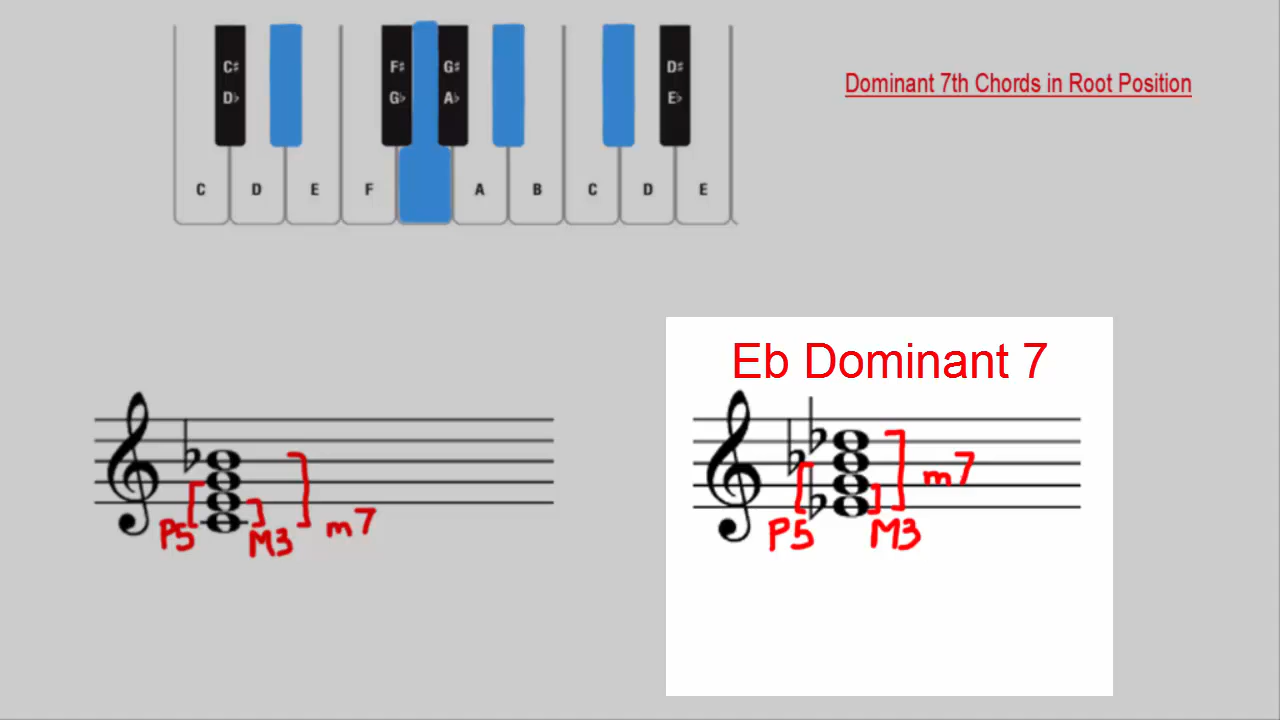 C♯ F♯ G♯ D♯
D♭ G♭ A♭ E♭
C D E F A B C D E
Dominant 7th Chords in Root Position
P5 M3 m7
Eb Dominant 7
m7
P5 M3